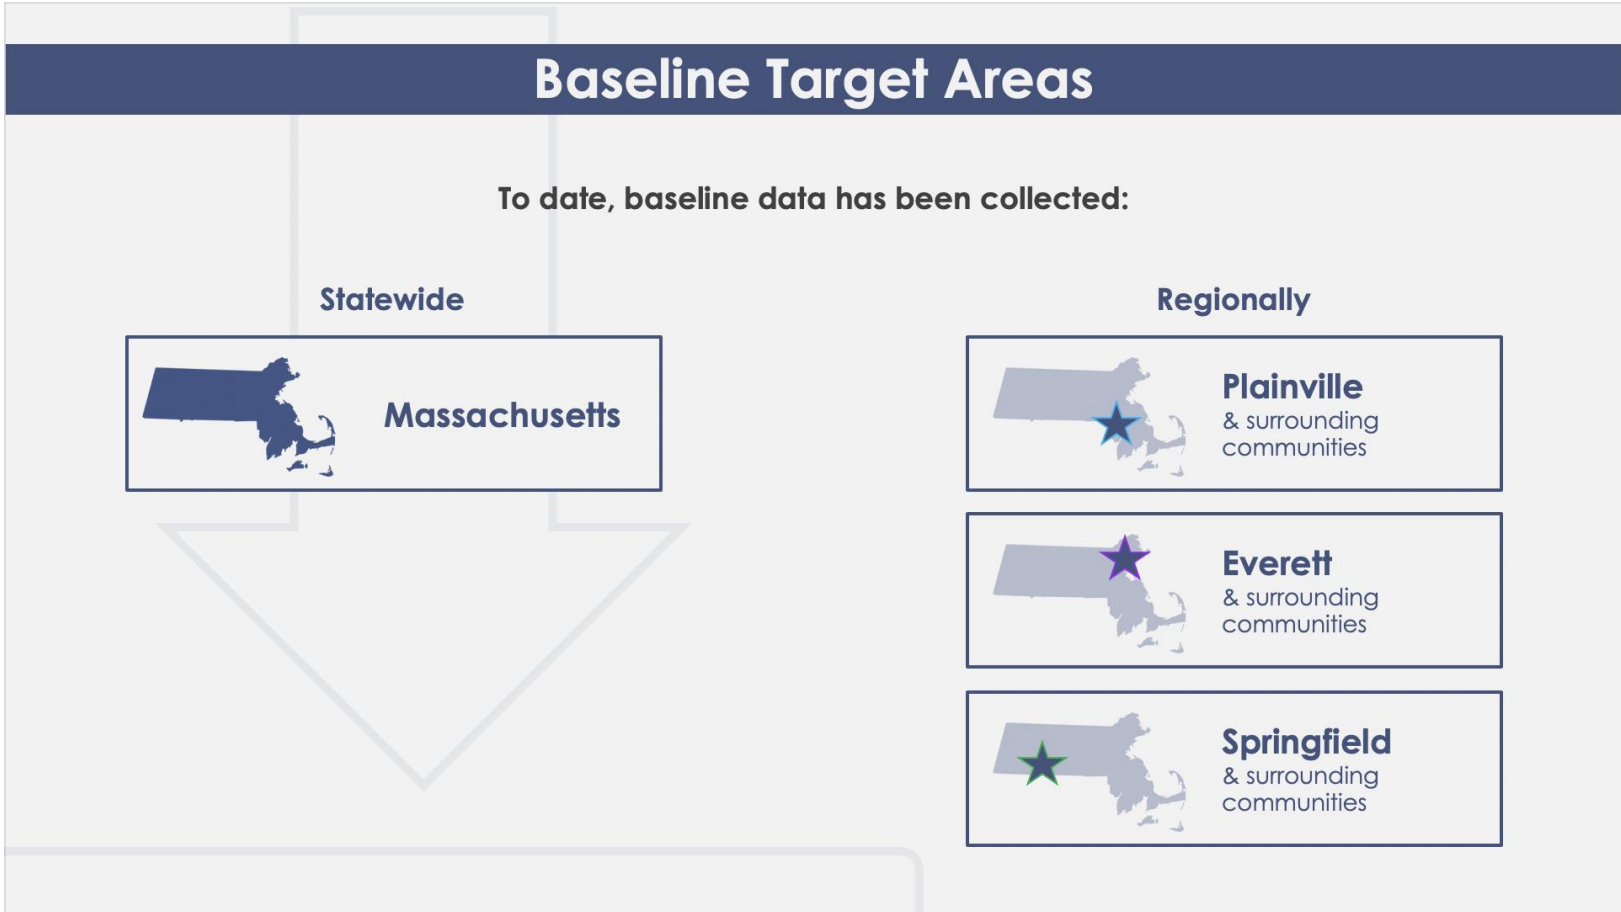 Baseline Target Areas
To date, baseline data has been collected:
Statewide
Massachusetts
Regionally
Plainville
& surrounding
communities
Everett
& surrounding
communities
Springfield
& surrounding
communities